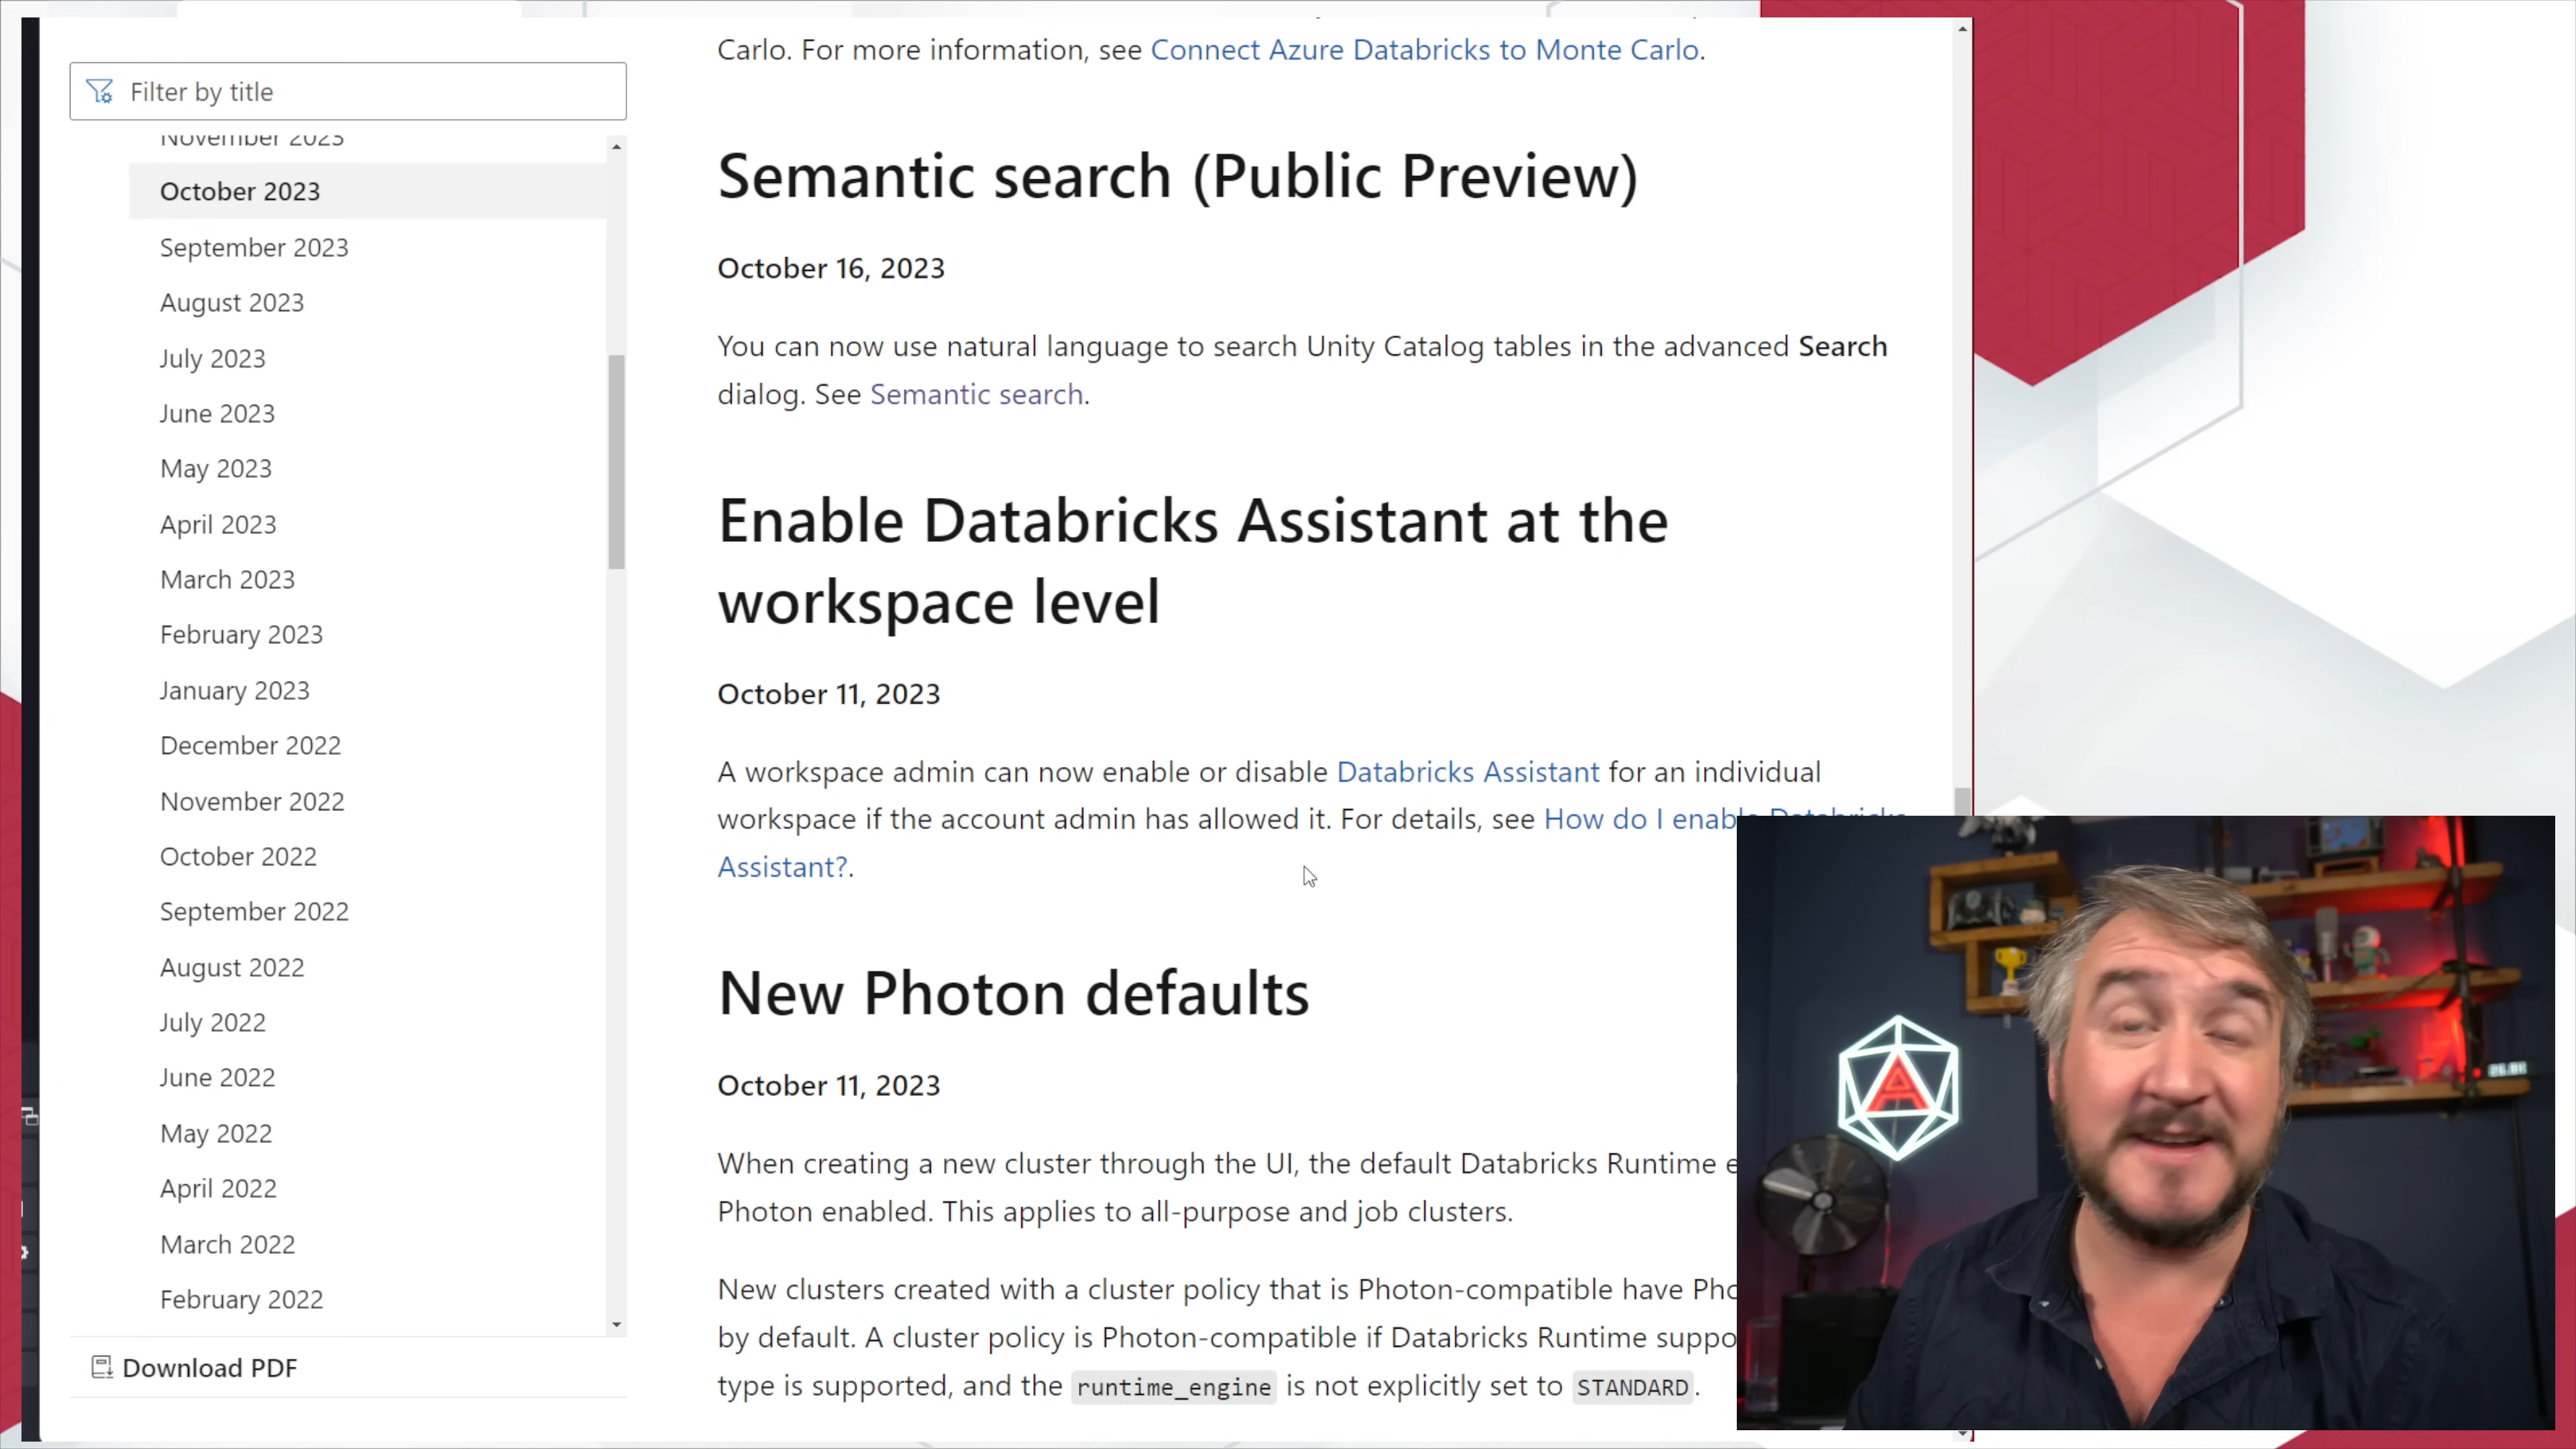 Filter by title
November 2023
October 2023
September 2023
August 2023
July 2023
June 2023
May 2023
April 2023
March 2023
February 2023
January 2023
December 2022
November 2022
October 2022
September 2022
August 2022
July 2022
June 2022
May 2022
April 2022
March 2022
February 2022
Download PDF
Carlo. For more information, see Connect Azure Databricks to Monte Carlo.
Semantic search (Public Preview)
October 16, 2023
You can now use natural language to search Unity Catalog tables in the advanced Search
dialog. See Semantic search.
Enable Databricks Assistant at the
workspace level
October 11, 2023
A workspace admin can now enable or disable Databricks Assistant for an individual
workspace if the account admin has allowed it. For details, see How do I enable Databricks
Assistant?.
New Photon defaults
October 11, 2023
When creating a new cluster through the UI, the default Databricks Runtime
Photon enabled. This applies to all-purpose and job clusters.
New clusters created with a cluster policy that is Photon-compatible have
by default. A cluster policy is Photon-compatible if Databricks Runtime
type is supported, and the runtime_engine is not explicitly set to STANDARD.
A